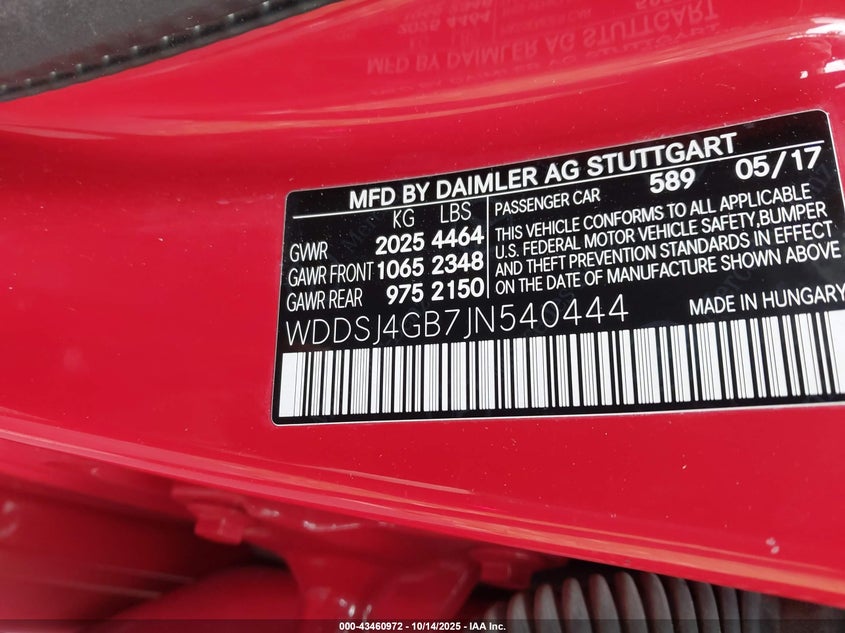 MFD BY DAIMLER AG STUTTGART
KG LBS
GVWR 2025 4464
GAWR FRONT 1065 2348
GAWR REAR 975 2150
PASSENGER CAR 589 05/17
THIS VEHICLE CONFORMS TO ALL APPLICABLE
U.S. FEDERAL MOTOR VEHICLE SAFETY, BUMPER
AND THEFT PREVENTION STANDARDS IN EFFECT
ON THE DATE OF MANUFACTURE SHOWN ABOVE
WDDSJ4GB7JN540444
MADE IN HUNGARY
000-43460972 | 10/14/2025 | IAA Inc.